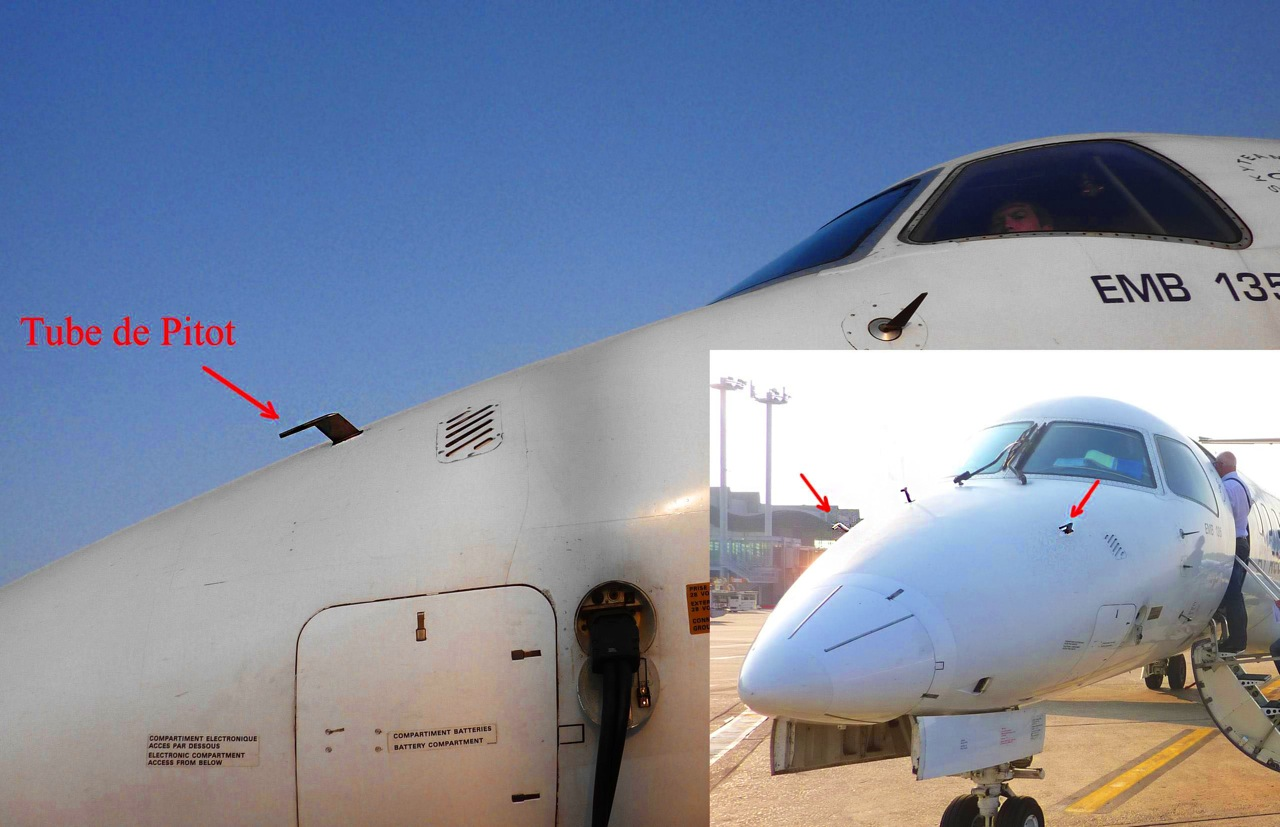 Tube de Pitot
EMB 135
COMPARTIMENT ELECTRONIQUE
ACCES PAR DESSOUS
ELECTRONIC COMPARTMENT
ACCESS FROM BELOW
COMPARTIMENT BATTERIES
BATTERY COMPARTMENT